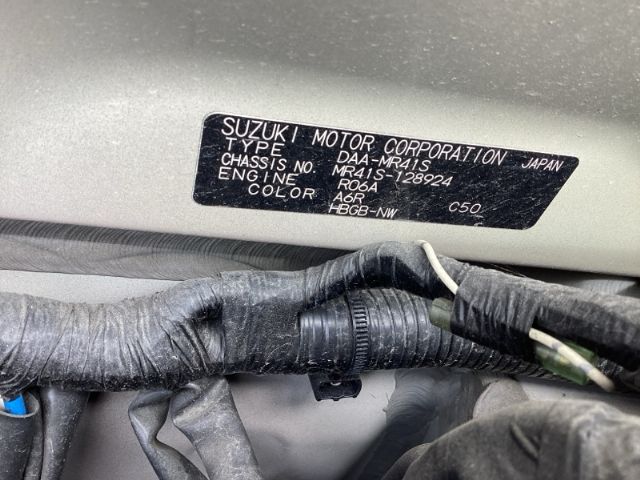 SUZUKI MOTOR CORPORATION JAPAN
TYPE DAA-MR41S
CHASSIS NO. MR41S-128924
ENGINE R06A
COLOR A6R C50
HBGB-NW